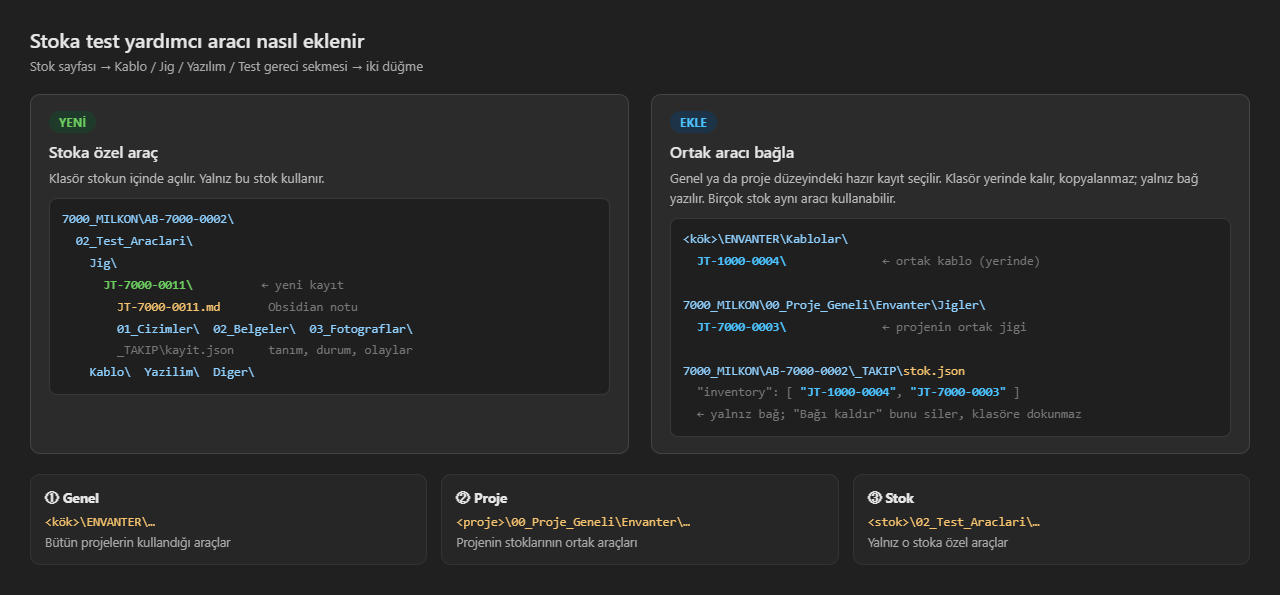 Stoka test yardımcı aracı nasıl eklenir
Stok sayfası → Kablo / Jig / Yazılım / Test gereci sekmesi → iki düğme
YENİ
Stoka özel araç
Klasör stokun içinde açılır. Yalnız bu stok kullanır.
7000_MILKON\AB-7000-0002\
02_Test_Araclari\
Jig\
JT-7000-0011\ ← yeni kayıt
JT-7000-0011.md Obsidian notu
01_Cizimler\ 02_Belgeler\ 03_Fotograflar\
_TAKIP\kayit.json tanım, durum, olaylar
Kablo\ Yazilim\ Diger\
EKLE
Ortak aracı bağla
Genel ya da proje düzeyindeki hazır kayıt seçilir. Klasör yerinde kalır, kopyalanmaz; yalnız bağ
yazılır. Birçok stok aynı aracı kullanabilir.
<kök>\ENVANTER\Kablolar\
JT-1000-0004\ ← ortak kablo (yerinde)
7000_MILKON\00_Proje_Geneli\Envanter\Jigler\
JT-7000-0003\ ← projenin ortak jigi
7000_MILKON\AB-7000-0002\_TAKIP\stok.json
"inventory": [ "JT-1000-0004", "JT-7000-0003" ]
← yalnız bağ; "Bağı kaldır" bunu siler, klasöre dokunmaz
① Genel
<kök>\ENVANTER\…
Bütün projelerin kullandığı araçlar
② Proje
<proje>\00_Proje_Geneli\Envanter\…
Projenin stoklarının ortak araçları
③ Stok
<stok>\02_Test_Araclari\…
Yalnız o stoka özel araçlar